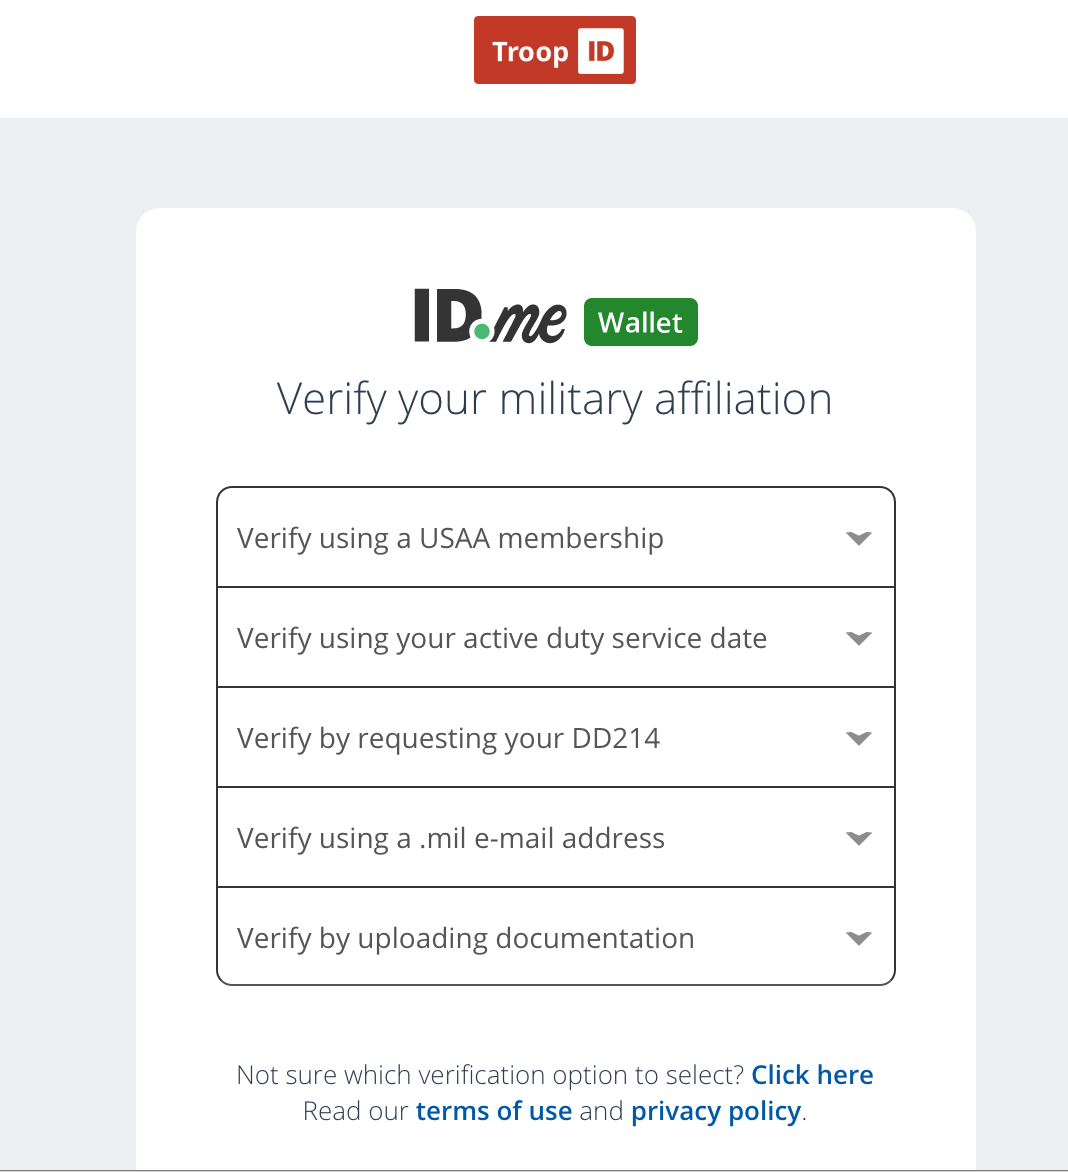 Troop ID
ID.me Wallet
Verify your military affiliation
Verify using a USAA membership
Verify using your active duty service date
Verify by requesting your DD214
Verify using a .mil e-mail address
Verify by uploading documentation
Not sure which verification option to select? Click here
Read our terms of use and privacy policy.